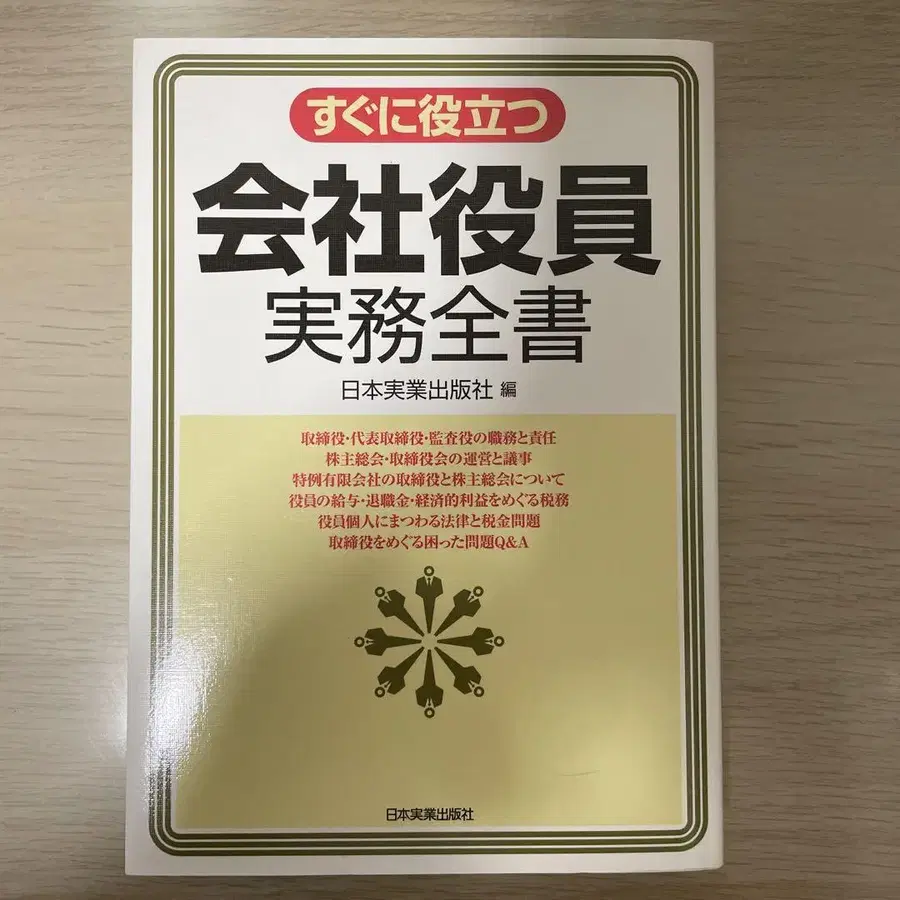 すぐに役立つ
会社役員
実務全書
日本実業出版社 編
取締役・代表取締役・監査役の職務と責任
株主総会・取締役会の運営と議事
特例有限会社の取締役と株主総会について
役員の給与・退職金・経済的利益をめぐる税務
役員個人にまつわる法律と税金問題
取締役をめぐる困った問題Q&A
日本実業出版社